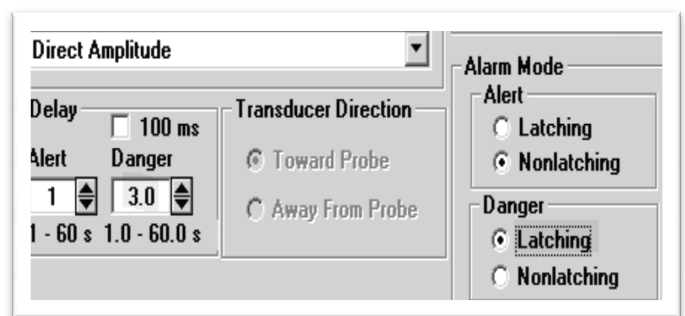 Direct Amplitude
Delay
100 ms
Alert Danger
1 3.0
1 - 60 s 1.0 - 60.0 s
Transducer Direction
Toward Probe
Away From Probe
Alarm Mode
Alert
Latching
Nonlatching
Danger
Latching
Nonlatching